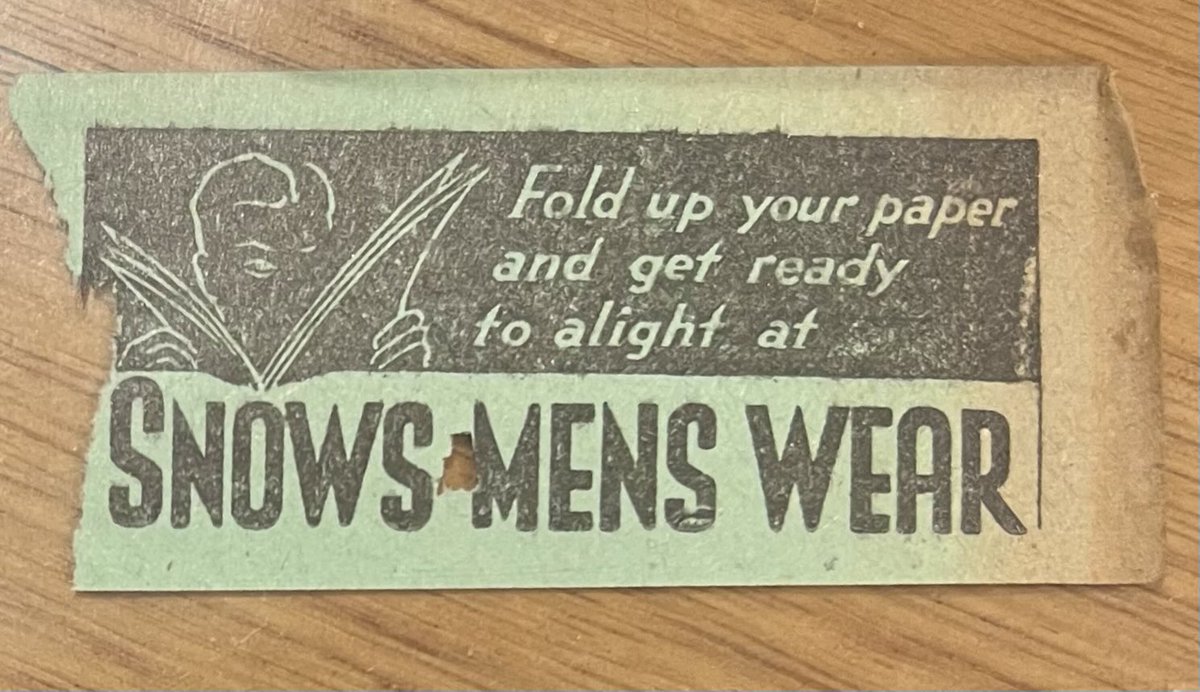 Fold up your paper
and get ready
to alight at
SNOWS MENS WEAR